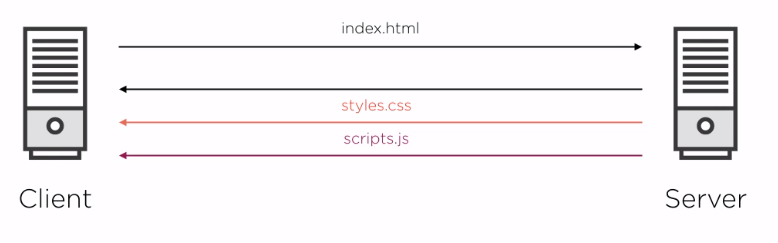 index.html
styles.css
scripts.js
Client
Server